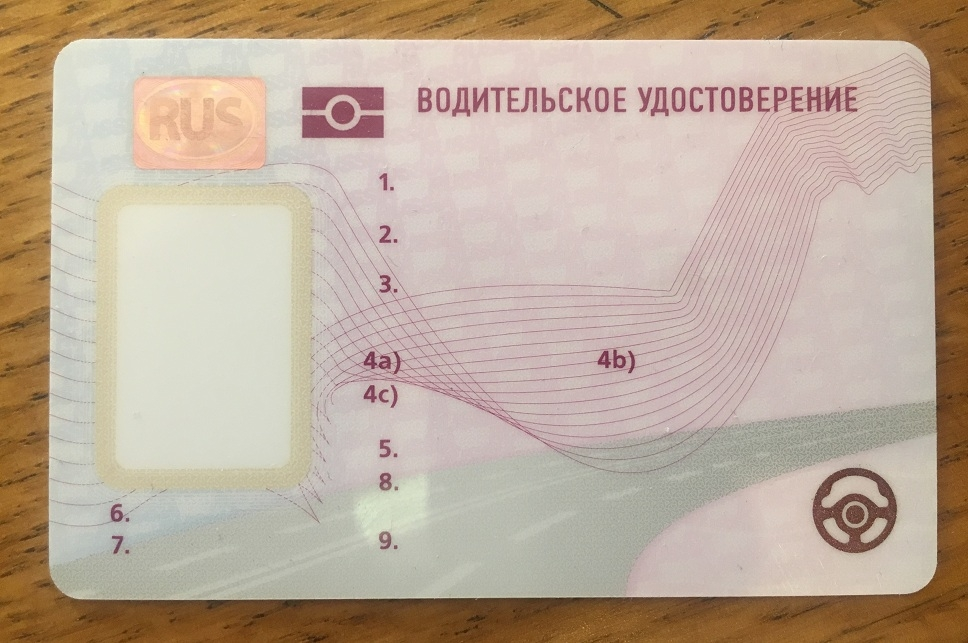 RUS
ВОДИТЕЛЬСКОЕ УДОСТОВЕРЕНИЕ
1.
2.
3.
4a) 4b)
4c)
5.
8.
6.
9.
7.